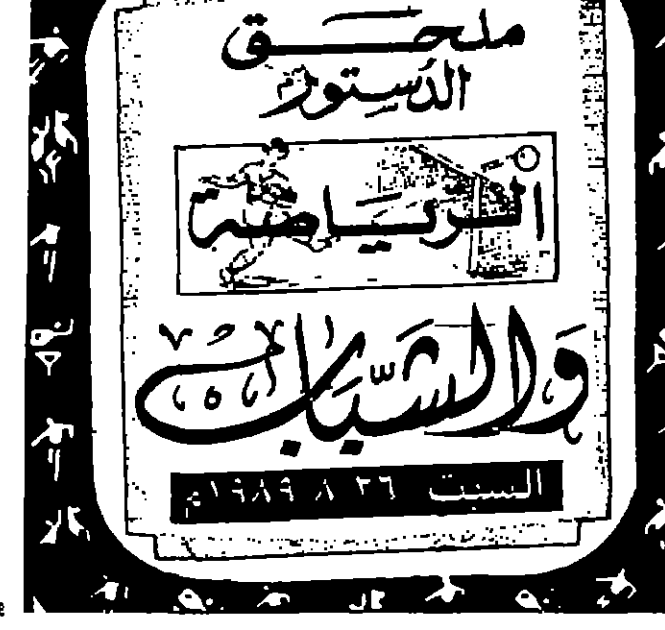 ملحق
الدستور
الرياضة
والشباب
السبت ٢٦ ٨ ١٩٨٩م